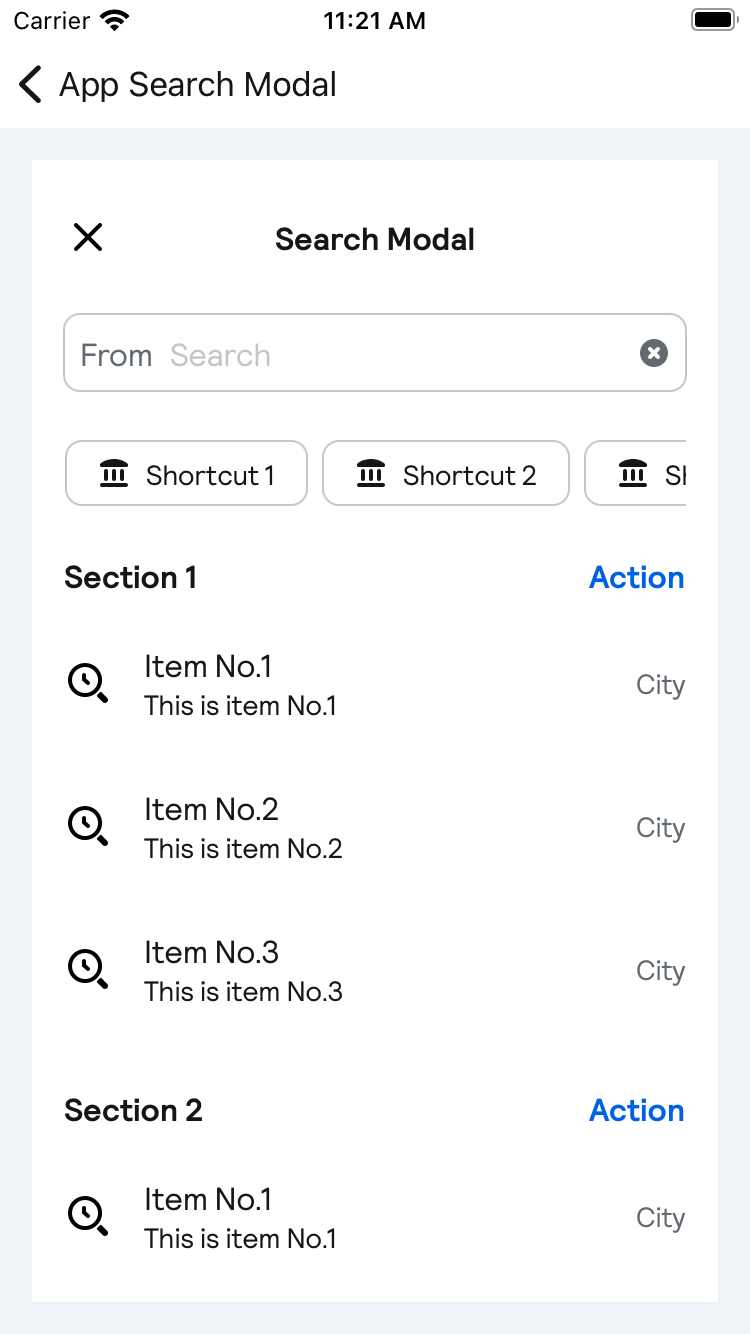 Carrier 11:21 AM
App Search Modal
Search Modal
From Search
Shortcut 1 Shortcut 2
Section 1 Action
Item No.1
This is item No.1
City
Item No.2
This is item No.2
City
Item No.3
This is item No.3
City
Section 2 Action
Item No.1
This is item No.1
City